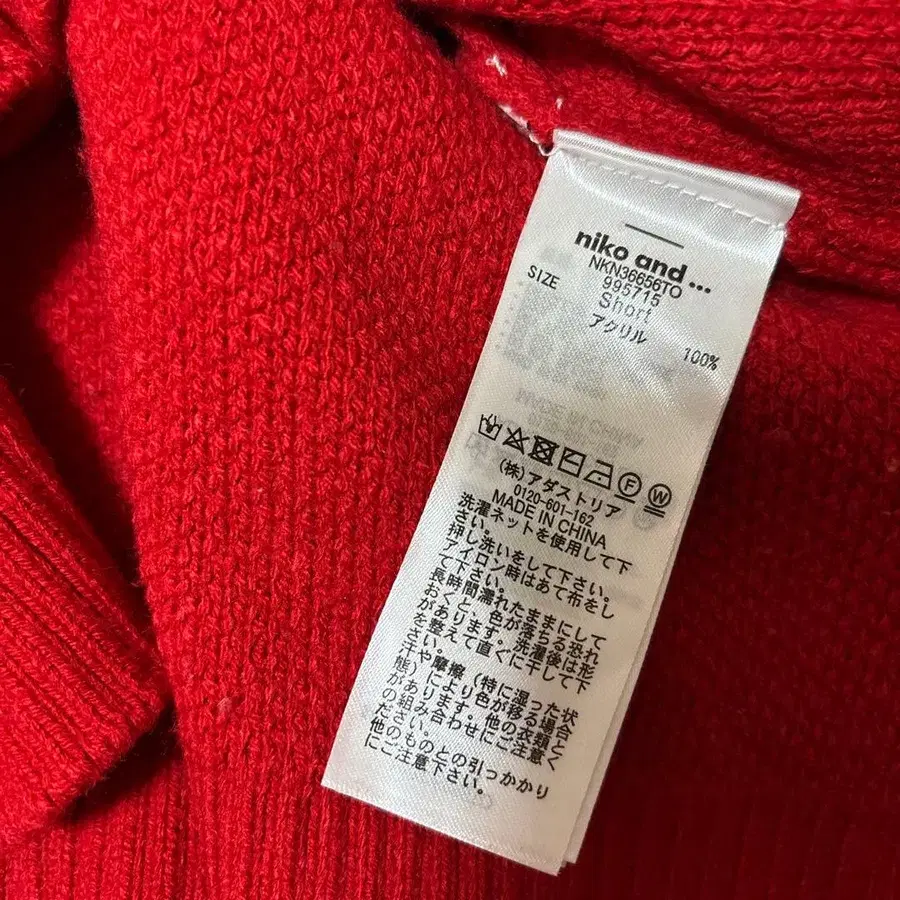 niko and ...
NKN36656TO
995715
SIZE Short
アクリル 100%
(株)アダストリア
0120-601-162
MADE IN CHINA
洗濯ネットを使用して下
さい。
押し洗いをして下さい。
アイロン時はあて布をし
て下さい。
長時間濡れたままにして
おくと、色が落ちる恐れ
があります。洗濯後は形
を整えて直ぐに干して下
さい。
汗や摩擦(特に湿った状
態)により色が移る場合
があります。他の衣類と
の組み合わせにご注意く
ださい。
他のものとの引っかかり
にご注意下さい。